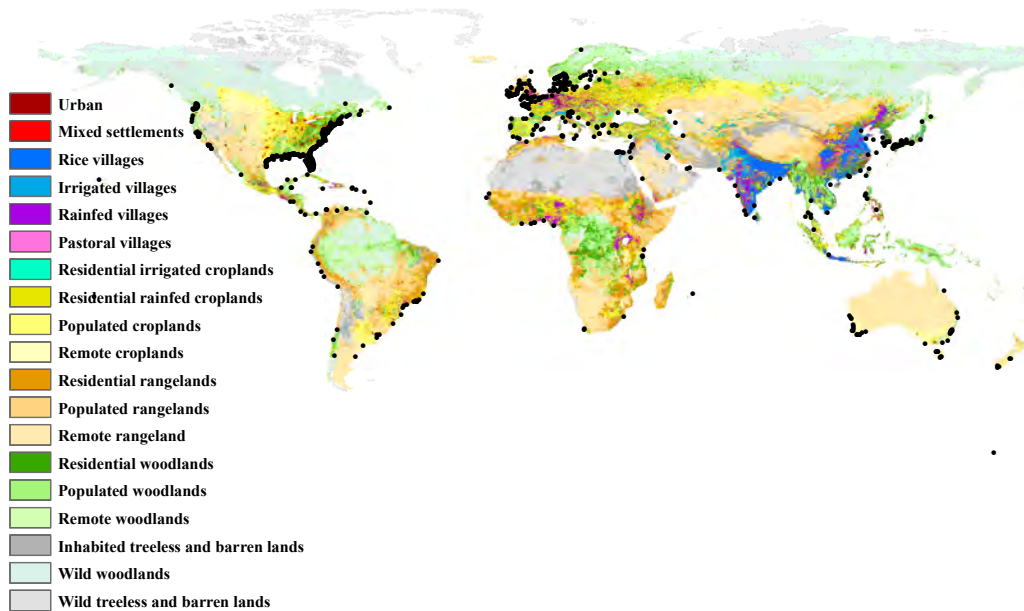 Urban
Mixed settlements
Rice villages
Irrigated villages
Rainfed villages
Pastoral villages
Residential irrigated croplands
Residential rainfed croplands
Populated croplands
Remote croplands
Residential rangelands
Populated rangelands
Remote rangeland
Residential woodlands
Populated woodlands
Remote woodlands
Inhabited treeless and barren lands
Wild woodlands
Wild treeless and barren lands